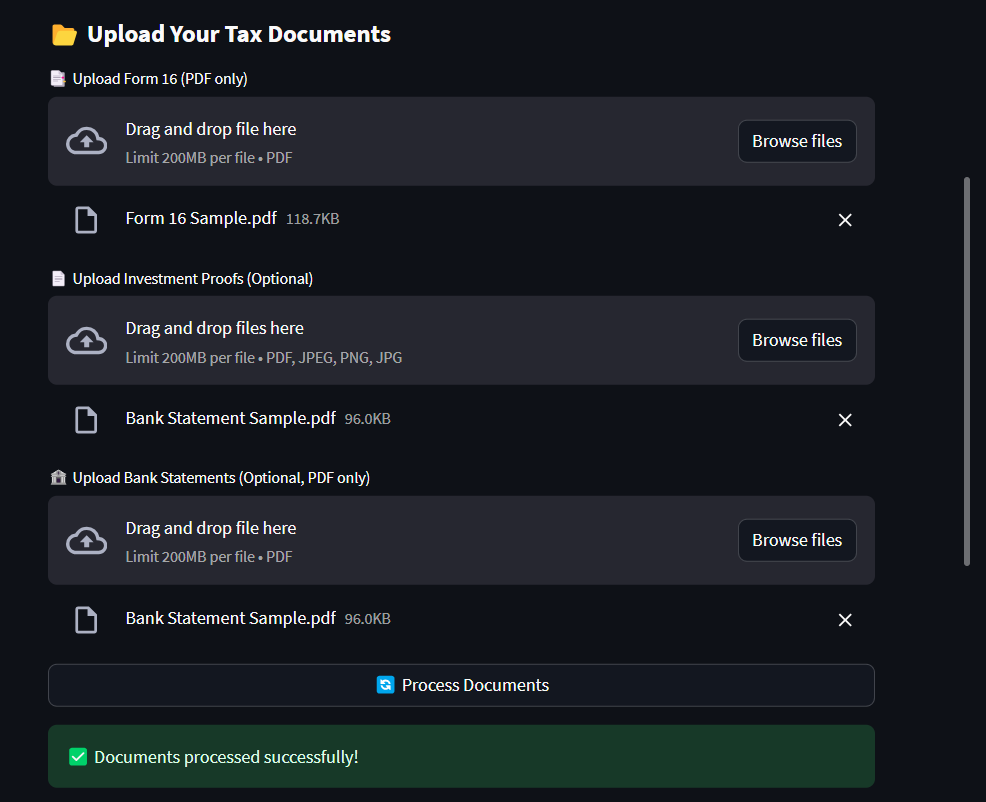 Upload Your Tax Documents
Upload Form 16 (PDF only)
Drag and drop file here
Limit 200MB per file • PDF
Browse files
Form 16 Sample.pdf 118.7KB
Upload Investment Proofs (Optional)
Drag and drop files here
Limit 200MB per file • PDF, JPEG, PNG, JPG
Browse files
Bank Statement Sample.pdf 96.0KB
Upload Bank Statements (Optional, PDF only)
Drag and drop file here
Limit 200MB per file • PDF
Browse files
Bank Statement Sample.pdf 96.0KB
Process Documents
Documents processed successfully!